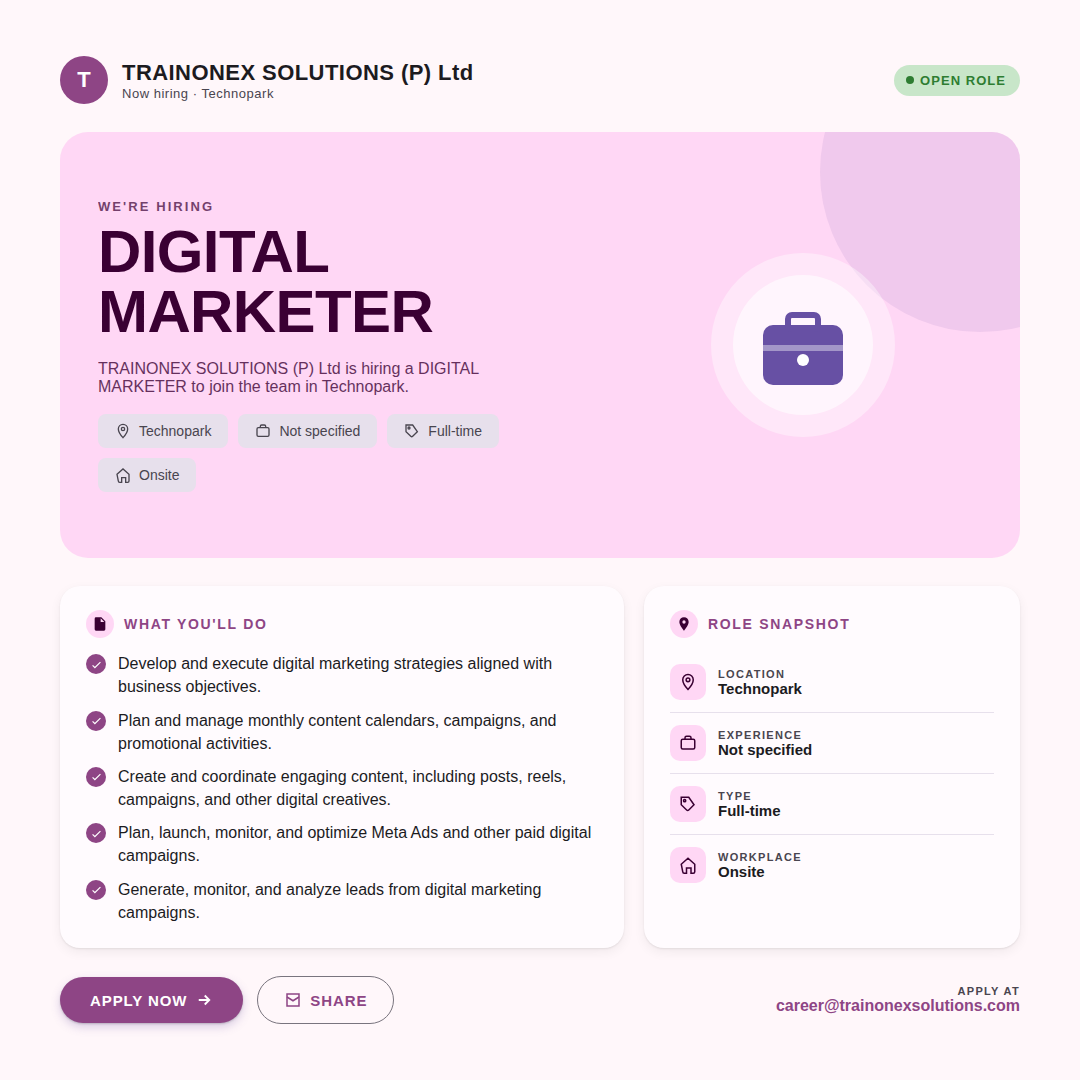 T
TRAINONEX SOLUTIONS (P) Ltd
Now hiring · Technopark
OPEN ROLE
WE'RE HIRING
DIGITAL
MARKETER
TRAINONEX SOLUTIONS (P) Ltd is hiring a DIGITAL
MARKETER to join the team in Technopark.
Technopark
Not specified
Full-time
Onsite
WHAT YOU'LL DO
Develop and execute digital marketing strategies aligned with
business objectives.
Plan and manage monthly content calendars, campaigns, and
promotional activities.
Create and coordinate engaging content, including posts, reels,
campaigns, and other digital creatives.
Plan, launch, monitor, and optimize Meta Ads and other paid digital
campaigns.
Generate, monitor, and analyze leads from digital marketing
campaigns.
ROLE SNAPSHOT
LOCATION
Technopark
EXPERIENCE
Not specified
TYPE
Full-time
WORKPLACE
Onsite
APPLY NOW
SHARE
APPLY AT
career@trainonexsolutions.com